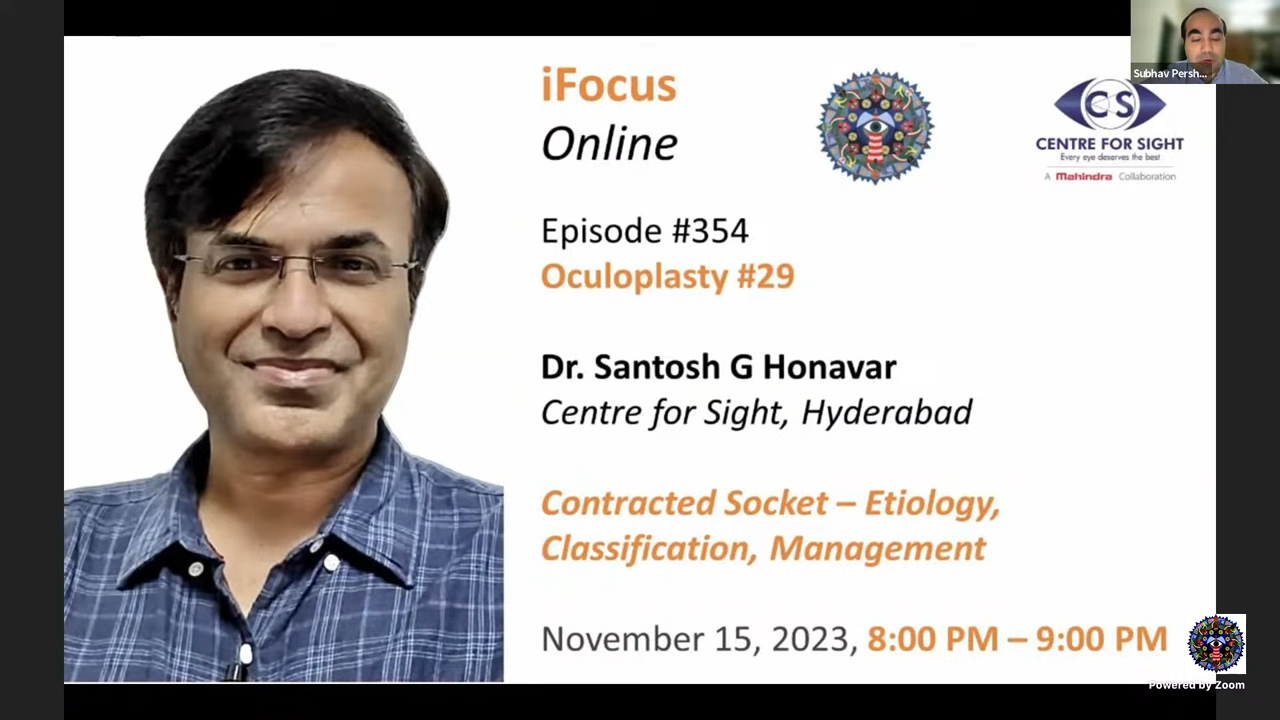 Subhav Persh...
iFocus
Online
CS
CENTRE FOR SIGHT
Every eye deserves the best
A Mahindra Collaboration
Episode #354
Oculoplasty #29
Dr. Santosh G Honavar
Centre for Sight, Hyderabad
Contracted Socket – Etiology,
Classification, Management
November 15, 2023, 8:00 PM – 9:00 PM
Powered by Zoom